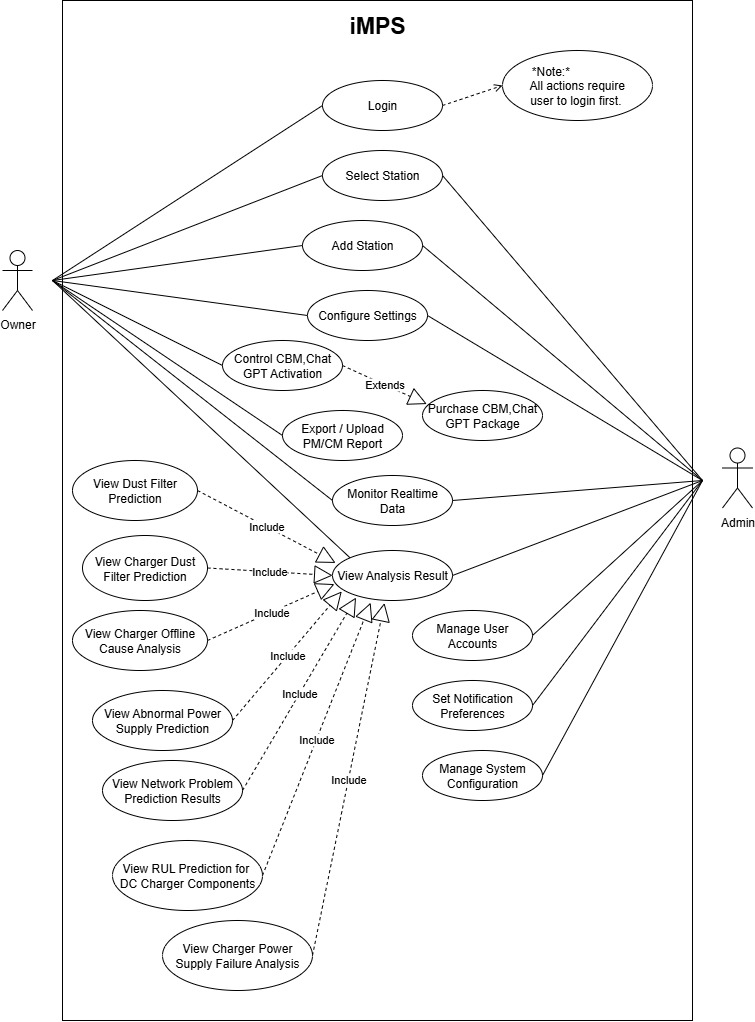 iMPS
*Note:*
All actions require
user to login first.
Login
Select Station
Add Station
Owner
Configure Settings
Control CBM,Chat
GPT Activation
Extends
Purchase CBM,Chat
GPT Package
Export / Upload
PM/CM Report
Admin
View Dust Filter
Prediction
Monitor Realtime
Data
Include
View Charger Dust
Filter Prediction
Include
View Analysis Result
Include
View Charger Offline
Cause Analysis
Manage User
Accounts
Include
Include
Set Notification
Preferences
View Abnormal Power
Supply Prediction
Include
Manage System
Configuration
Include
View Network Problem
Prediction Results
View RUL Prediction for
DC Charger Components
View Charger Power
Supply Failure Analysis